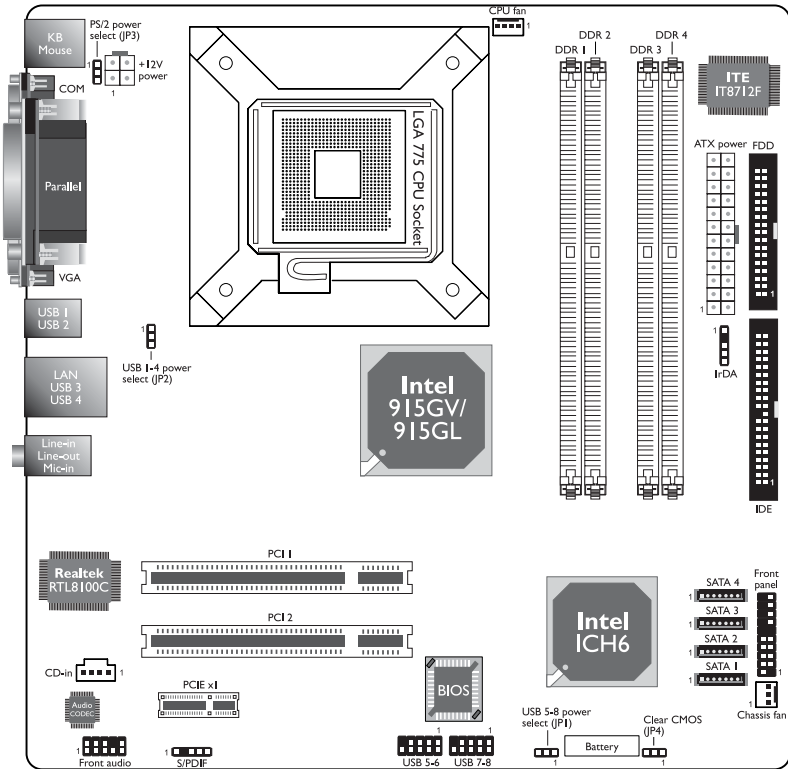 CPU fan
1
KB
Mouse
PS/2 power
select (JP3)
1
+12V
power
1
COM
Parallel
VGA
USB 1
USB 2
LAN
USB 3
USB 4
Line-in
Line-out
Mic-in
1
USB 1-4 power
select (JP2)
LGA 775 CPU Socket
DDR 1
DDR 2
DDR 3
DDR 4
ITE
IT8712F
ATX power
1
FDD
1
1
IrDA
1
IDE
Intel
915GV/
915GL
Realtek
RTL8100C
PCI 1
PCI 2
PCIE x1
CD-in
1
Audio
CODEC
1
Front audio
1
S/PDIF
BIOS
1
USB 5-6
1
USB 7-8
Intel
ICH6
SATA 4
1
SATA 3
1
SATA 2
1
SATA 1
1
Front
panel
1
1
Chassis fan
USB 5-8 power
select (JP1)
1
Battery
Clear CMOS
(JP4)
1